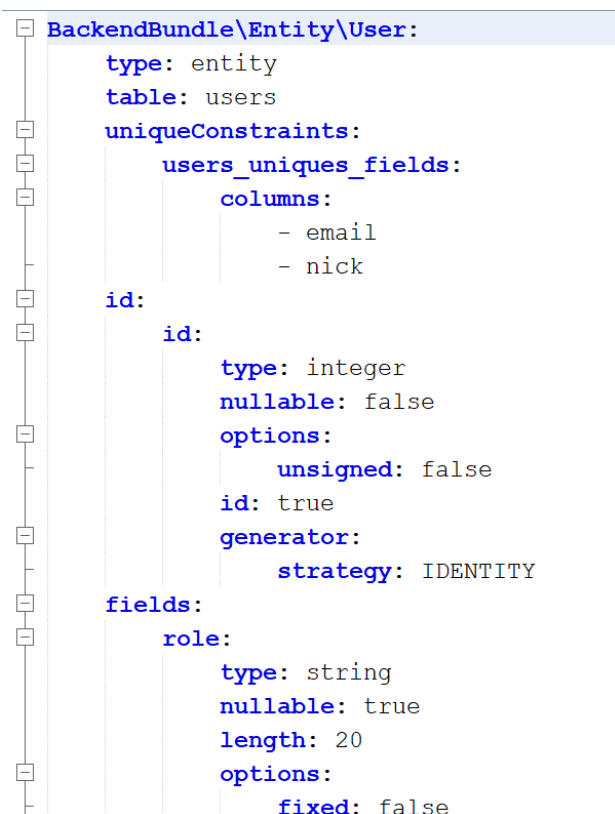 BackendBundle\Entity\User:
    type: entity
    table: users
    uniqueConstraints:
        users_uniques_fields:
            columns:
                - email
                - nick
    id:
        id:
            type: integer
            nullable: false
            options:
                unsigned: false
            id: true
            generator:
                strategy: IDENTITY
    fields:
        role:
            type: string
            nullable: true
            length: 20
            options:
                fixed: false